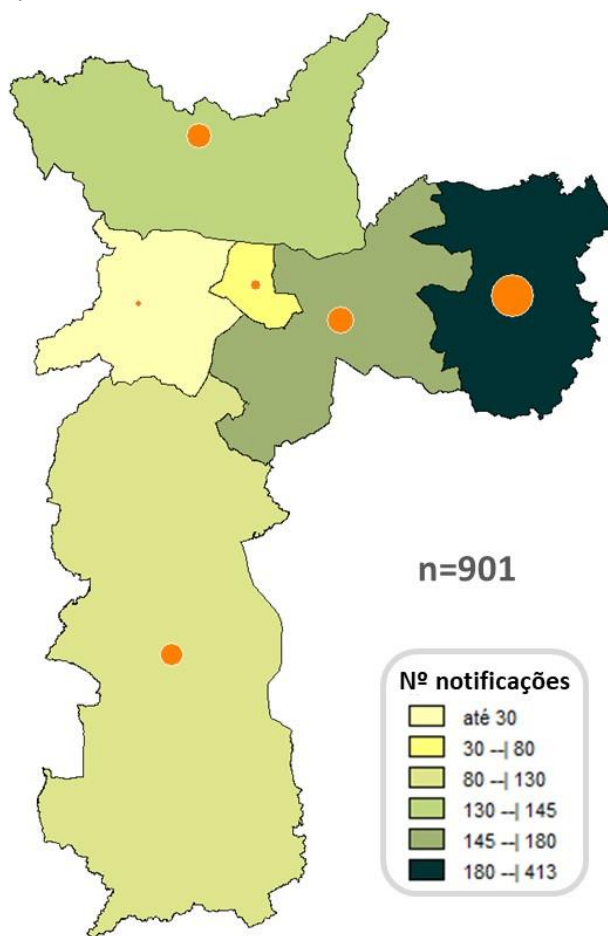 n=901
Nº notificações
até 30
30 --| 80
80 --| 130
130 --| 145
145 --| 180
180 --| 413